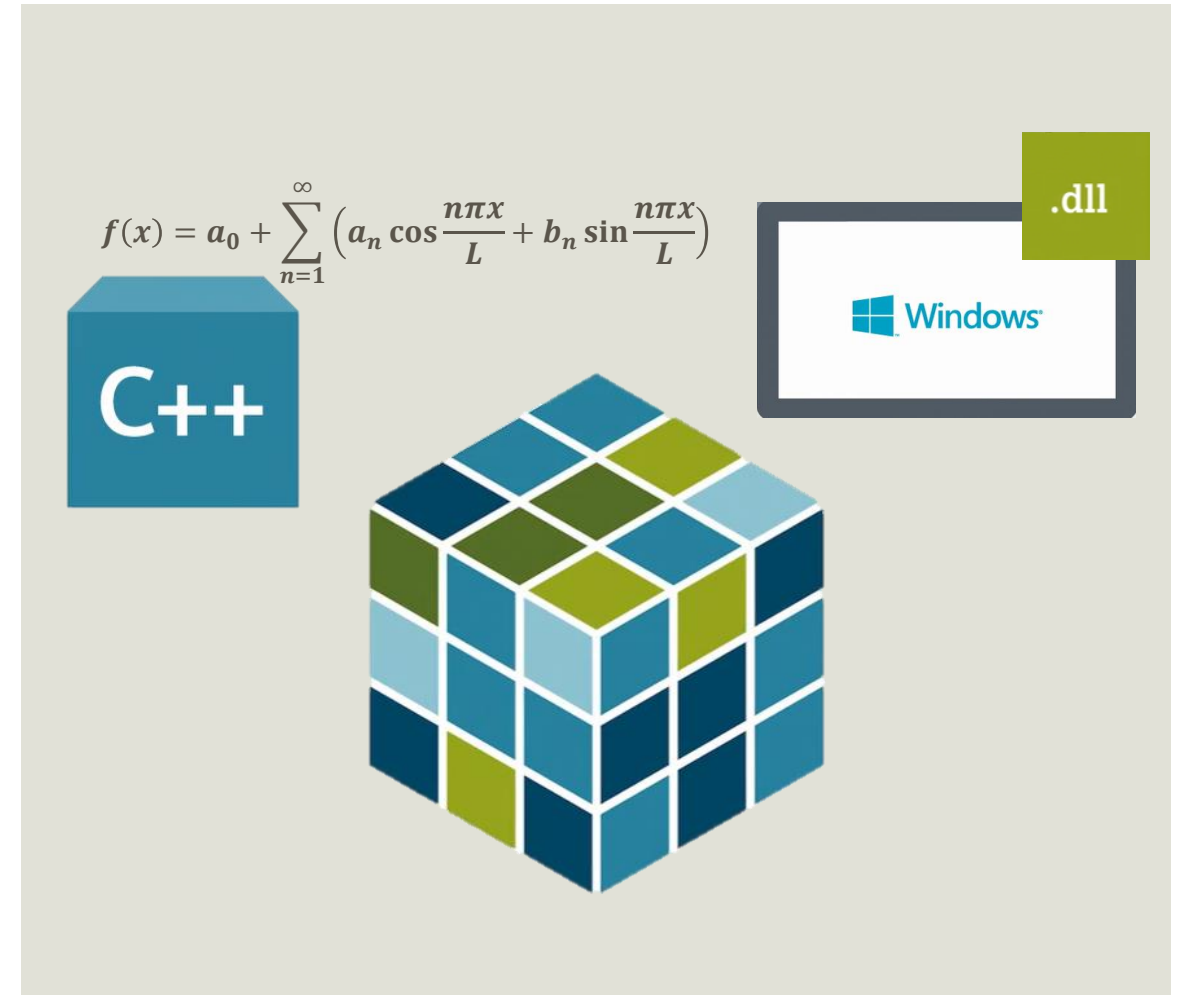 f(x) = a₀ + ∑ₙ₌₁^∞ (aₙ cos nπx/L + bₙ sin nπx/L)
.dll
Windows
C++